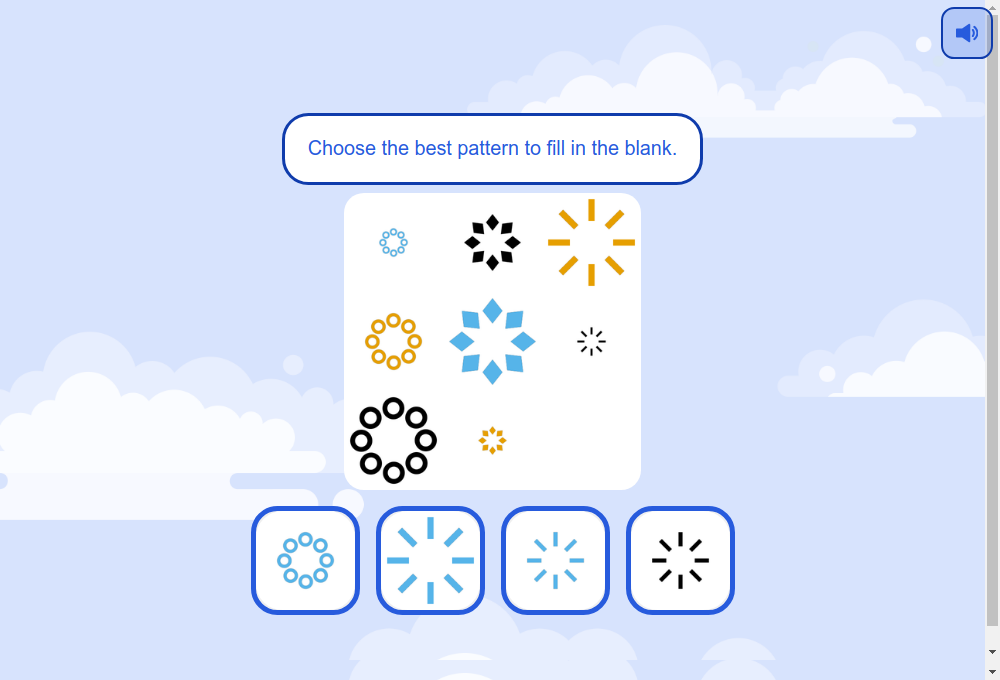 Choose the best pattern to fill in the blank.